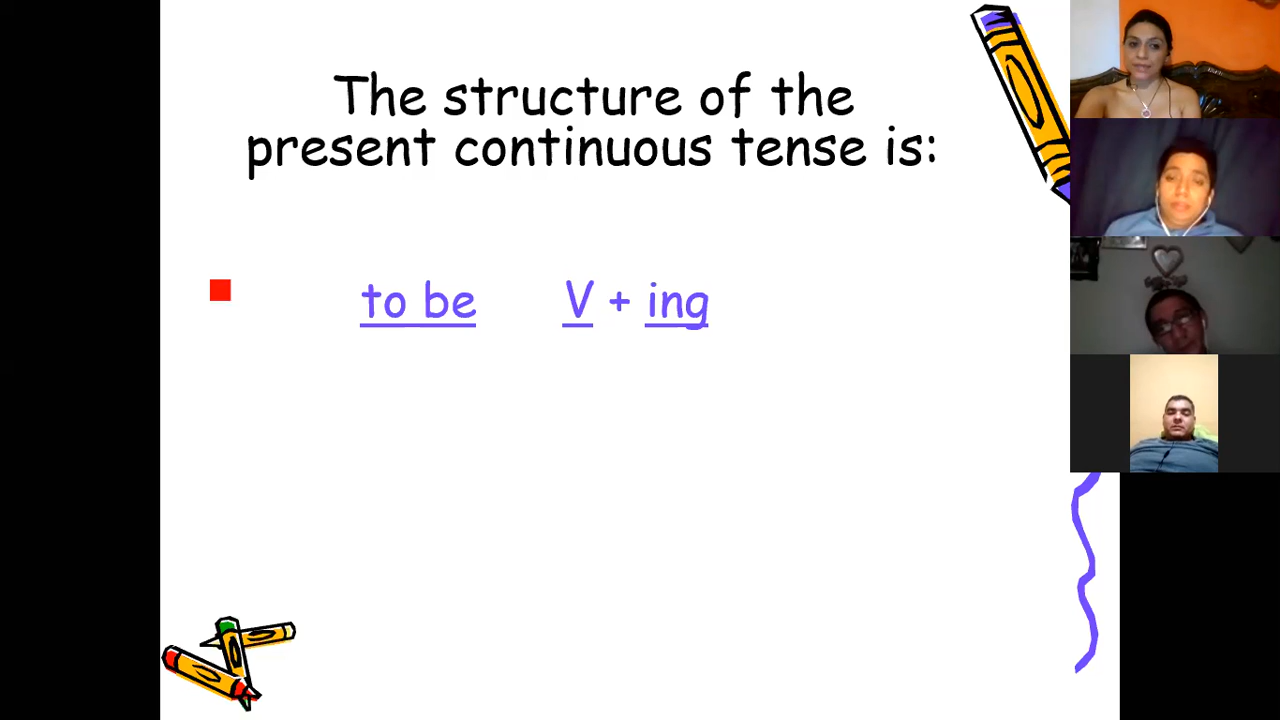 The structure of the
present continuous tense is:
to be V + ing